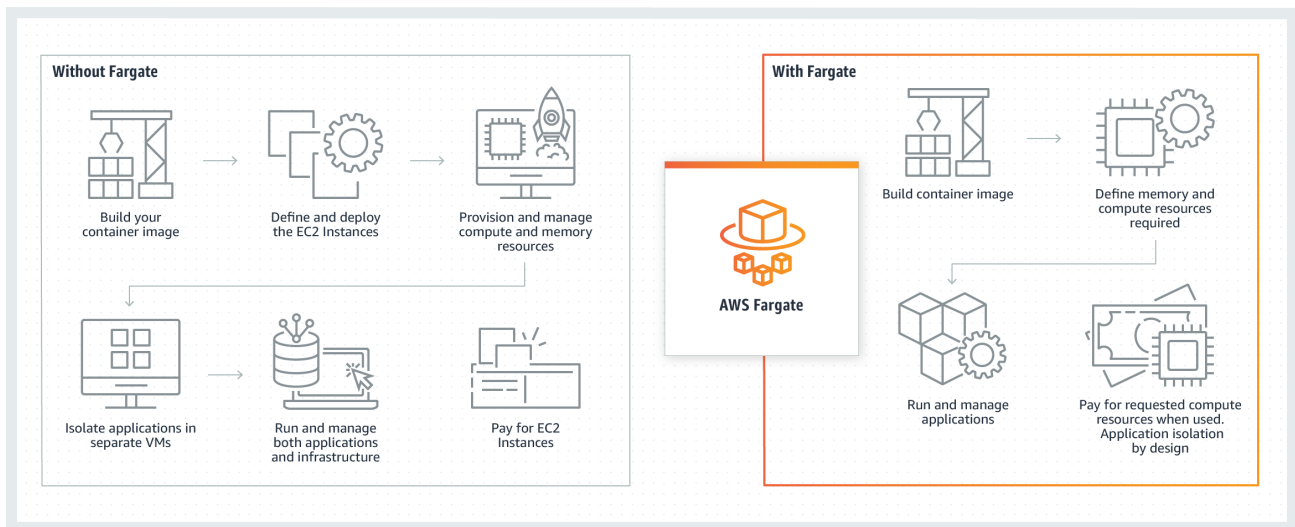 Without Fargate
Build your
container image
Define and deploy
the EC2 Instances
Provision and manage
compute and memory
resources
Isolate applications in
separate VMs
Run and manage
both applications
and infrastructure
Pay for EC2
Instances
AWS Fargate
With Fargate
Build container image
Define memory and
compute resources
required
Run and manage
applications
Pay for requested compute
resources when used.
Application isolation
by design